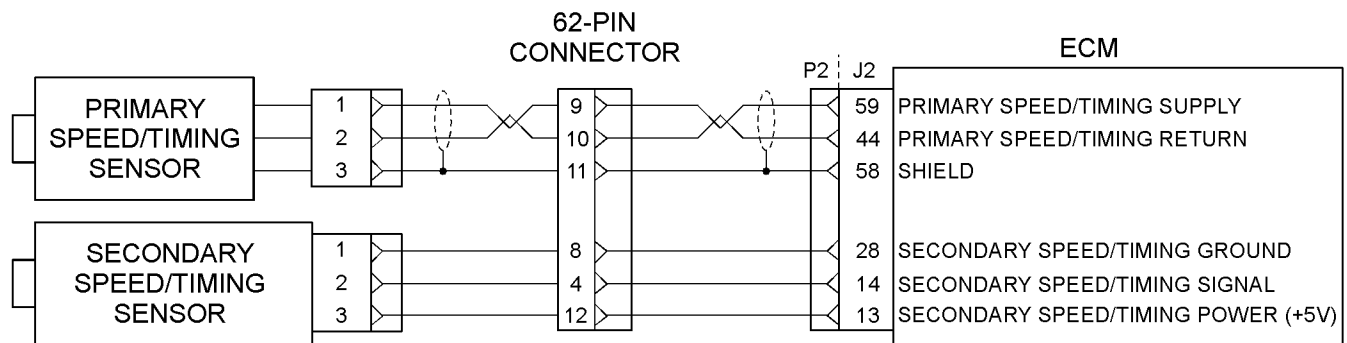 62-PIN
CONNECTOR
ECM
P2 J2
PRIMARY
SPEED/TIMING
SENSOR
1 9 59 PRIMARY SPEED/TIMING SUPPLY
2 10 44 PRIMARY SPEED/TIMING RETURN
3 11 58 SHIELD
SECONDARY
SPEED/TIMING
SENSOR
1 8 28 SECONDARY SPEED/TIMING GROUND
2 4 14 SECONDARY SPEED/TIMING SIGNAL
3 12 13 SECONDARY SPEED/TIMING POWER (+5V)